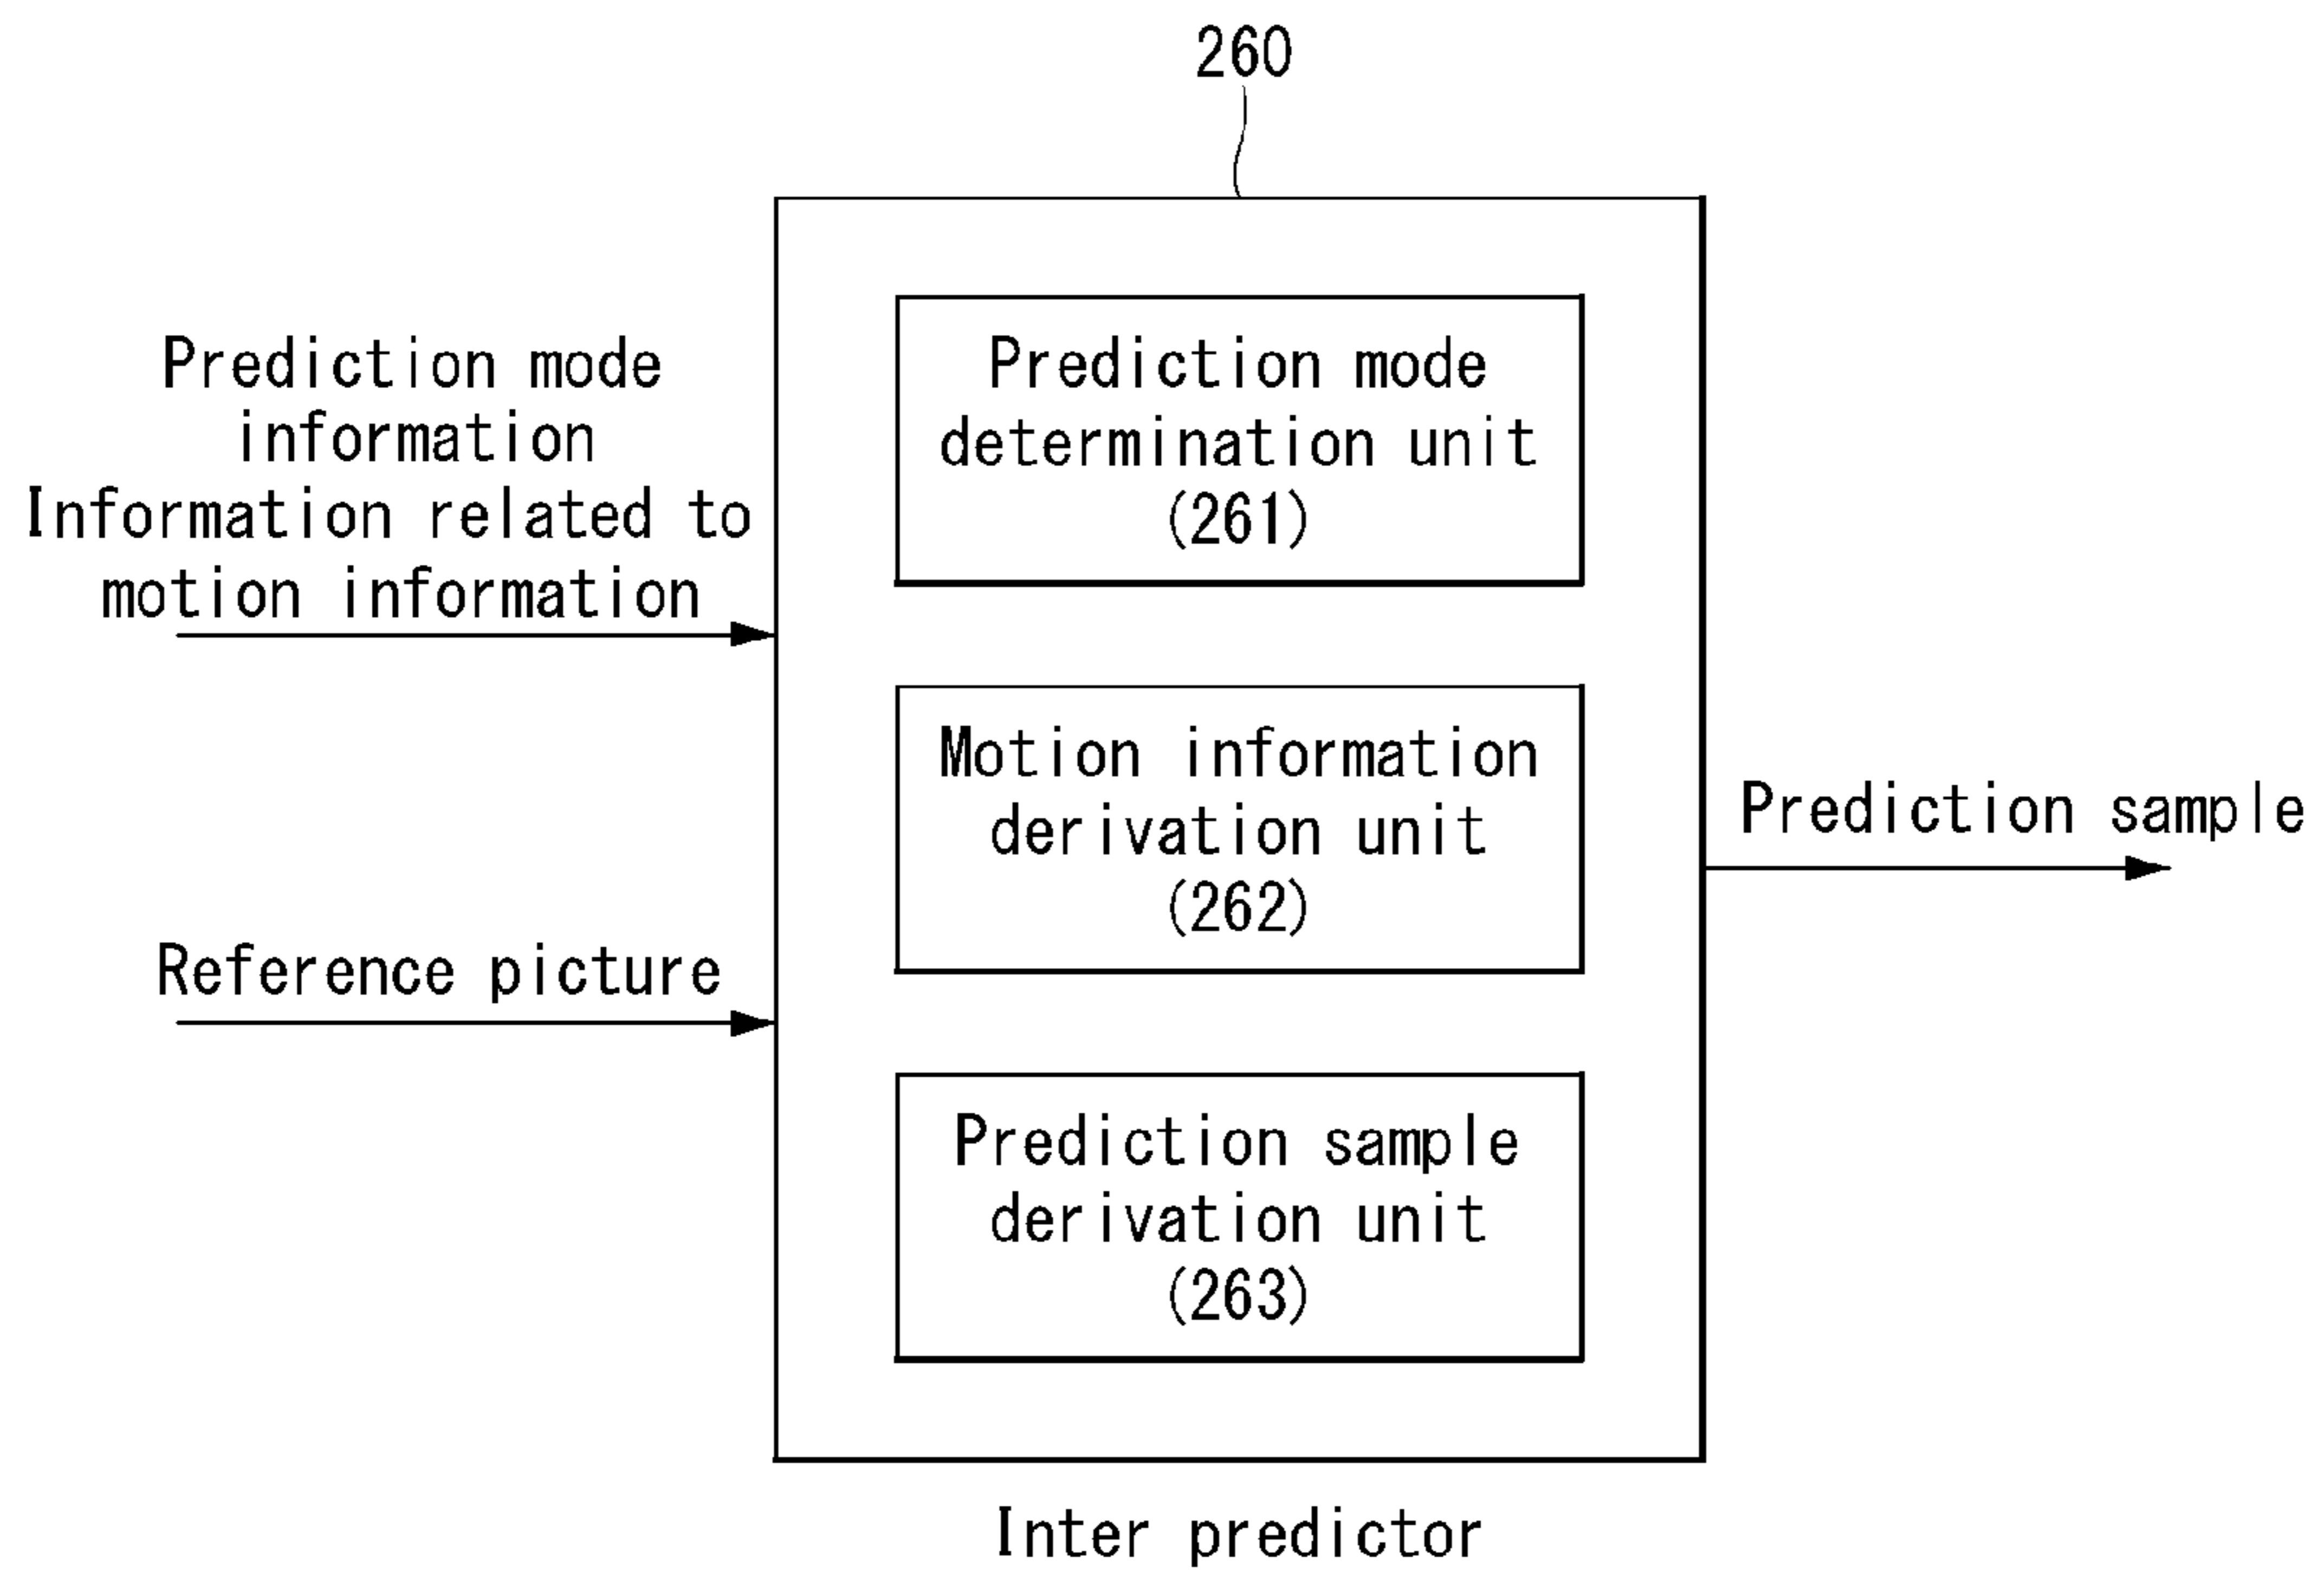 260
Prediction mode
information
Information related to
motion information
Reference picture
Prediction mode
determination unit
(261)
Motion information
derivation unit
(262)
Prediction sample
derivation unit
(263)
Prediction sample
Inter predictor